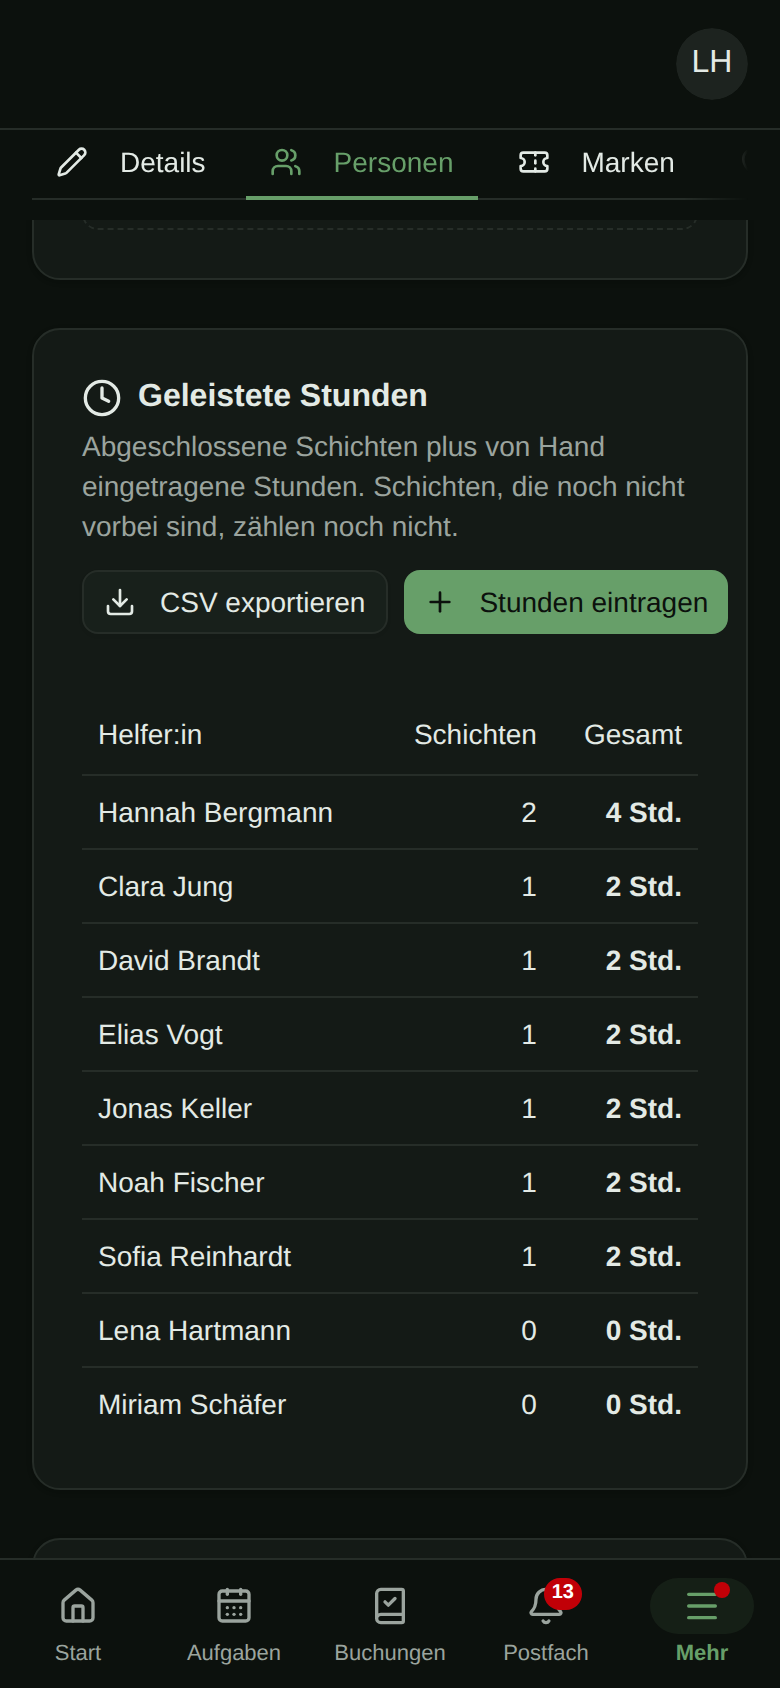 LH
Details Personen Marken
Geleistete Stunden
Abgeschlossene Schichten plus von Hand
eingetragene Stunden. Schichten, die noch nicht
vorbei sind, zählen noch nicht.
CSV exportieren Stunden eintragen
Helfer:in Schichten Gesamt
Hannah Bergmann 2 4 Std.
Clara Jung 1 2 Std.
David Brandt 1 2 Std.
Elias Vogt 1 2 Std.
Jonas Keller 1 2 Std.
Noah Fischer 1 2 Std.
Sofia Reinhardt 1 2 Std.
Lena Hartmann 0 0 Std.
Miriam Schäfer 0 0 Std.
13
Start Aufgaben Buchungen Postfach Mehr